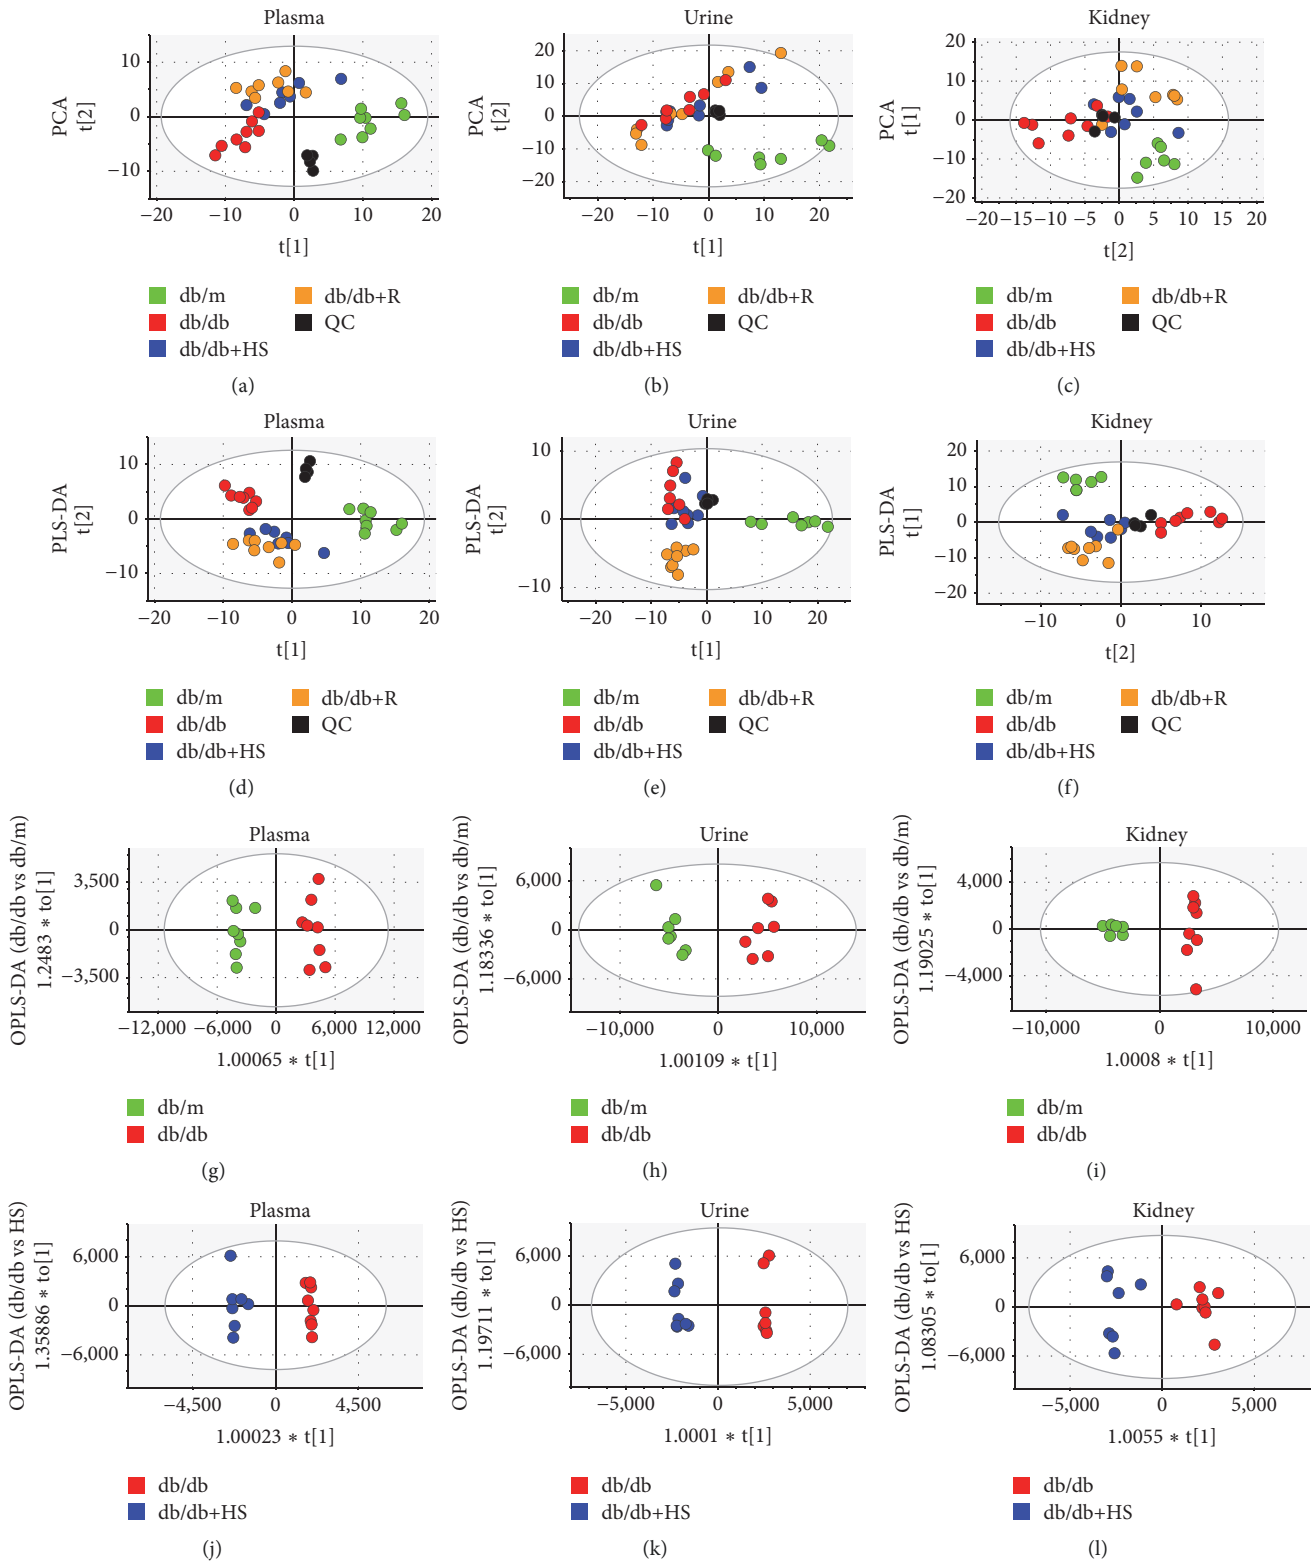 Plasma
PCA
t[2]
10
0
−10
−20 −10 0 10 20
t[1]
db/m
db/db
db/db+HS
db/db+R
QC
(a)
Urine
PCA
t[2]
20
10
0
−10
−20
−20 −10 0 10 20
t[1]
db/m
db/db
db/db+HS
db/db+R
QC
(b)
Kidney
PCA
t[1]
20
10
0
−10
−20
−20 −15 −10 −5 0 5 10 15 20
t[2]
db/m
db/db
db/db+HS
db/db+R
QC
(c)
Plasma
PLS-DA
t[2]
10
0
−10
−20 −10 0 10 20
t[1]
db/m
db/db
db/db+HS
db/db+R
QC
(d)
Urine
PLS-DA
t[2]
10
0
−10
−20 −10 0 10 20
t[1]
db/m
db/db
db/db+HS
db/db+R
QC
(e)
Kidney
PLS-DA
t[1]
20
10
0
−10
−20
−10 0 10
t[2]
db/m
db/db
db/db+HS
db/db+R
QC
(f)
Plasma
OPLS-DA (db/db vs db/m)
1.2483 ∗ to[1]
3,500
0
−3,500
−12,000 −6,000 0 6,000 12,000
1.00065 ∗ t[1]
db/m
db/db
(g)
Urine
OPLS-DA (db/db vs db/m)
1.18336 ∗ to[1]
6,000
0
−6,000
−10,000 0 10,000
1.00109 ∗ t[1]
db/m
db/db
(h)
Kidney
OPLS-DA (db/db vs db/m)
1.19025 ∗ to[1]
4,000
0
−4,000
−10,000 0 10,000
1.0008 ∗ t[1]
db/m
db/db
(i)
Plasma
OPLS-DA (db/db vs HS)
1.35886 ∗ to[1]
6,000
0
−6,000
−4,500 0 4,500
1.00023 ∗ t[1]
db/db
db/db+HS
(j)
Urine
OPLS-DA (db/db vs HS)
1.19711 ∗ to[1]
6,000
0
−6,000
−5,000 0 5,000
1.0001 ∗ t[1]
db/db
db/db+HS
(k)
Kidney
OPLS-DA (db/db vs HS)
1.08305 ∗ to[1]
6,000
0
−6,000
−5,000 0 5,000
1.0055 ∗ t[1]
db/db
db/db+HS
(l)